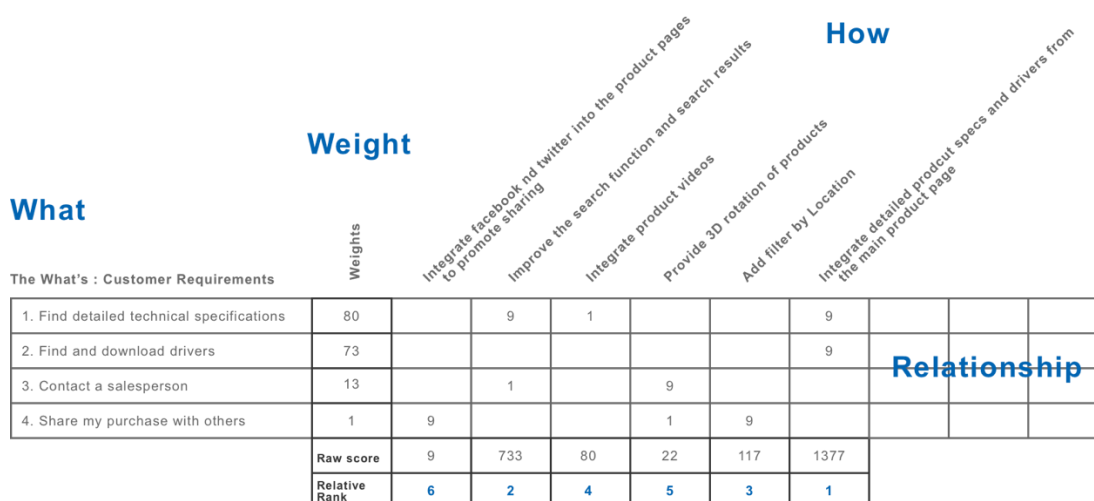 How
Weight
What
The What's : Customer Requirements
Weights
Integrate facebook nd twitter into the product pages
to promote sharing
Improve the search function and search results
Integrate product videos
Provide 3D rotation of products
Add filter by Location
Integrate detailed prodcut specs and drivers from
the main product page
1. Find detailed technical specifications 80 9 1 9
2. Find and download drivers 73 9
Relationship
3. Contact a salesperson 13 1 9
4. Share my purchase with others 1 9 1 9
Raw score 9 733 80 22 117 1377
Relative
Rank 6 2 4 5 3 1